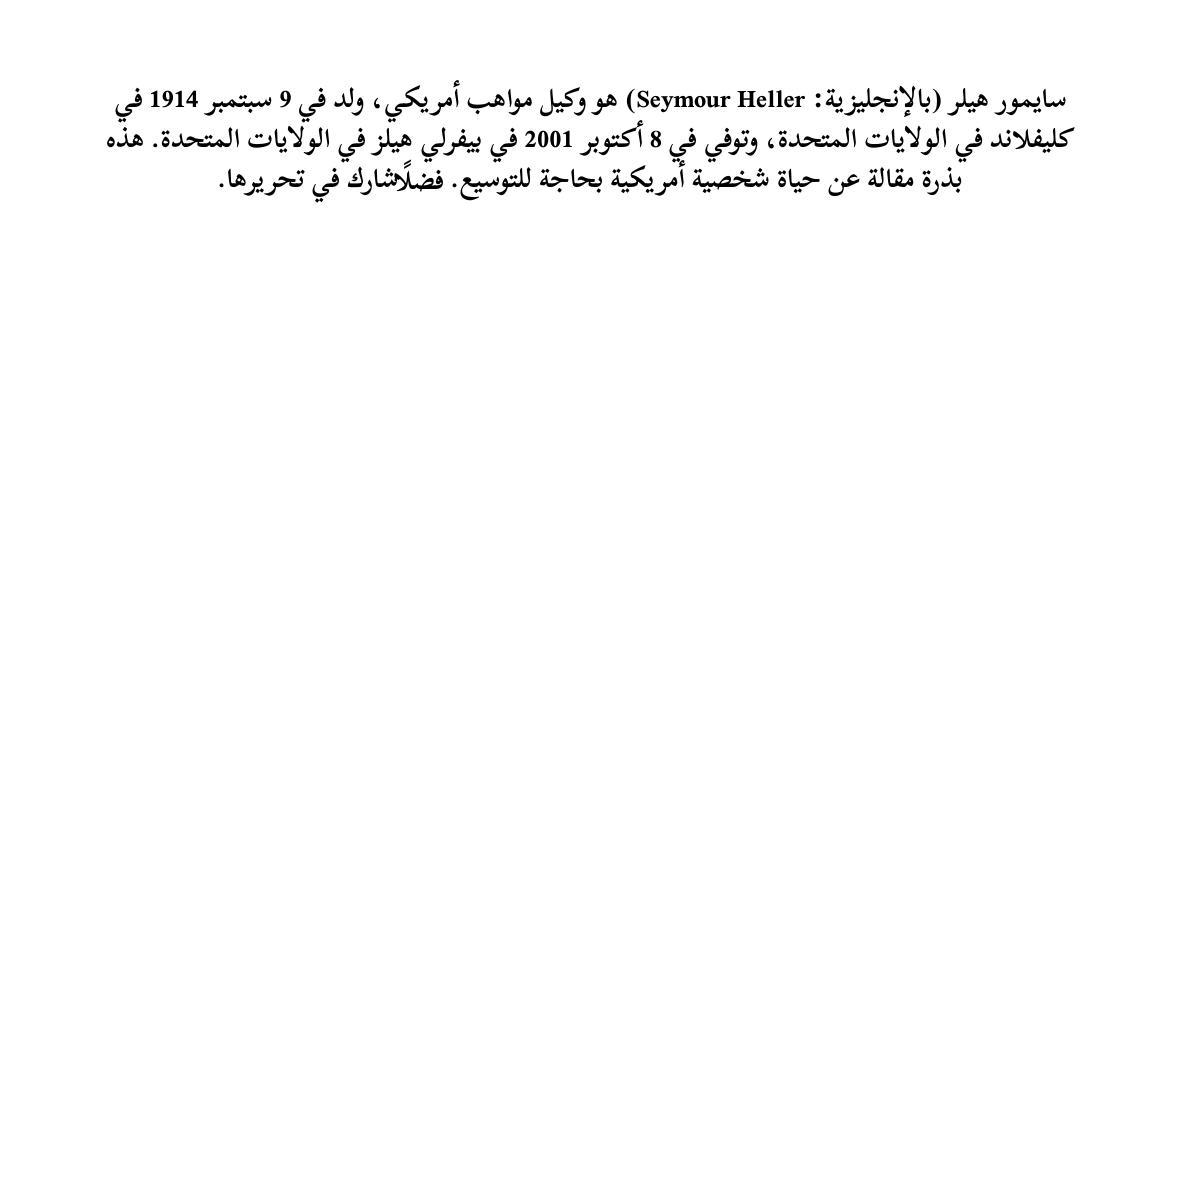 سايمور هيلر (بالإنجليزية: Seymour Heller) هو وكيل مواهب أمريكي، ولد في 9 سبتمبر 1914 في
كليفلاند في الولايات المتحدة، وتوفي في 8 أكتوبر 2001 في بيفرلي هيلز في الولايات المتحدة. هذه
بذرة مقالة عن حياة شخصية أمريكية بحاجة للتوسيع. فضلًاشارك في تحريرها.